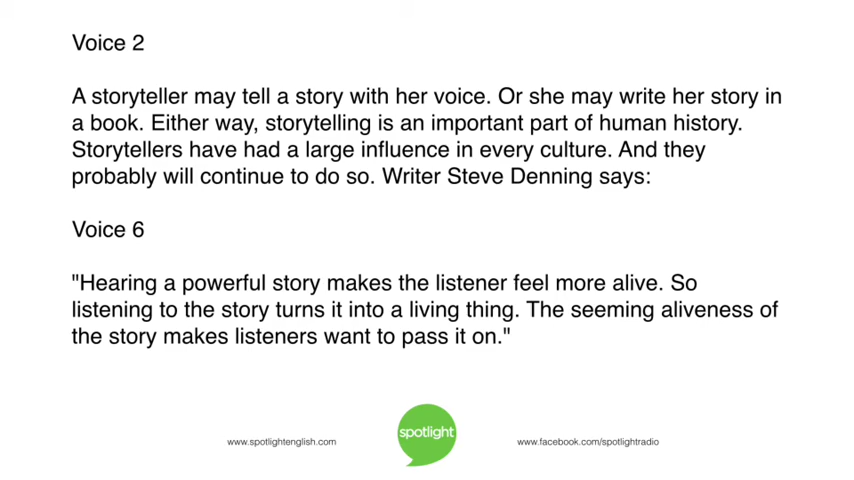 Voice 2
A storyteller may tell a story with her voice. Or she may write her story in
a book. Either way, storytelling is an important part of human history.
Storytellers have had a large influence in every culture. And they
probably will continue to do so. Writer Steve Denning says:
Voice 6
"Hearing a powerful story makes the listener feel more alive. So
listening to the story turns it into a living thing. The seeming aliveness of
the story makes listeners want to pass it on."
www.spotlightenglish.com
spotlight
www.facebook.com/spotlightradio